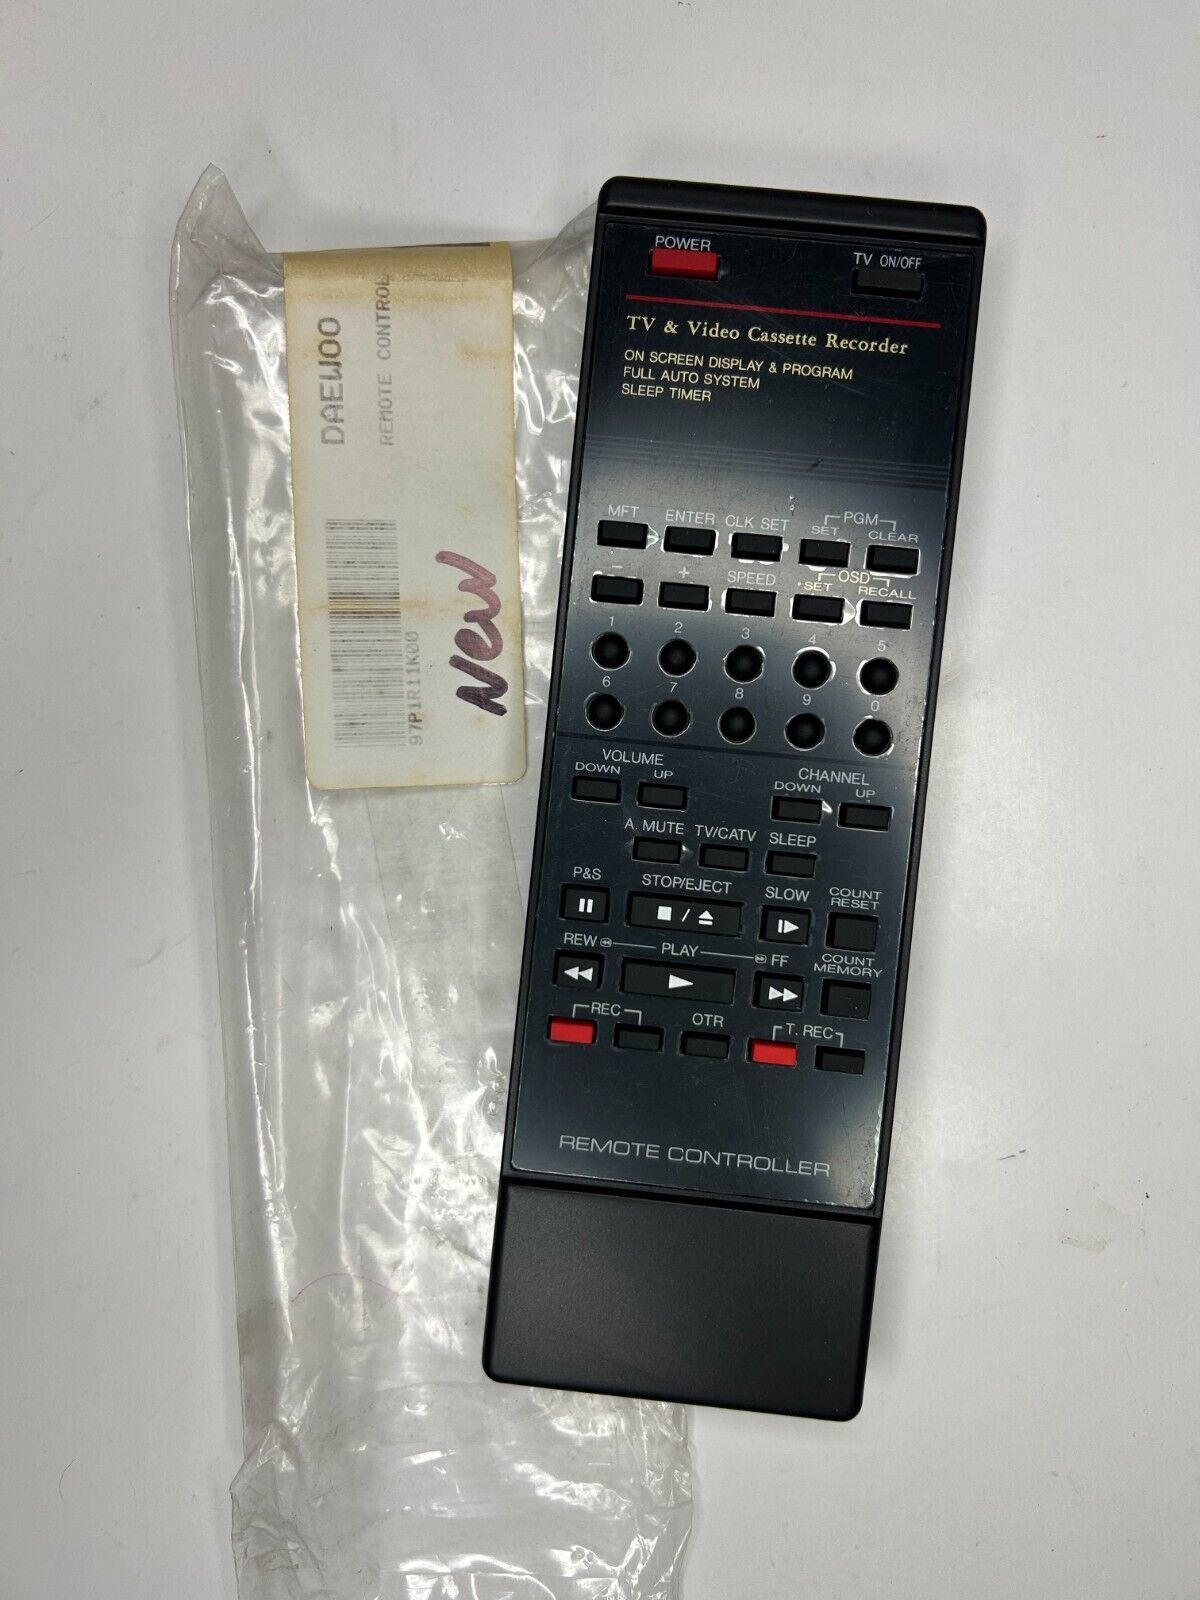 DAEWOO
REMOTE CONTROL
97P1R11K00
New
POWER
TV ON/OFF
TV & Video Cassette Recorder
ON SCREEN DISPLAY & PROGRAM
FULL AUTO SYSTEM
SLEEP TIMER
PGM
MFT ENTER CLK SET SET CLEAR
OSD
- + SPEED SET RECALL
1 2 3 4 5
6 7 8 9 0
VOLUME CHANNEL
DOWN UP DOWN UP
A. MUTE TV/CATV SLEEP
P&S STOP/EJECT SLOW COUNT RESET
REW PLAY FF COUNT MEMORY
REC OTR T. REC
REMOTE CONTROLLER